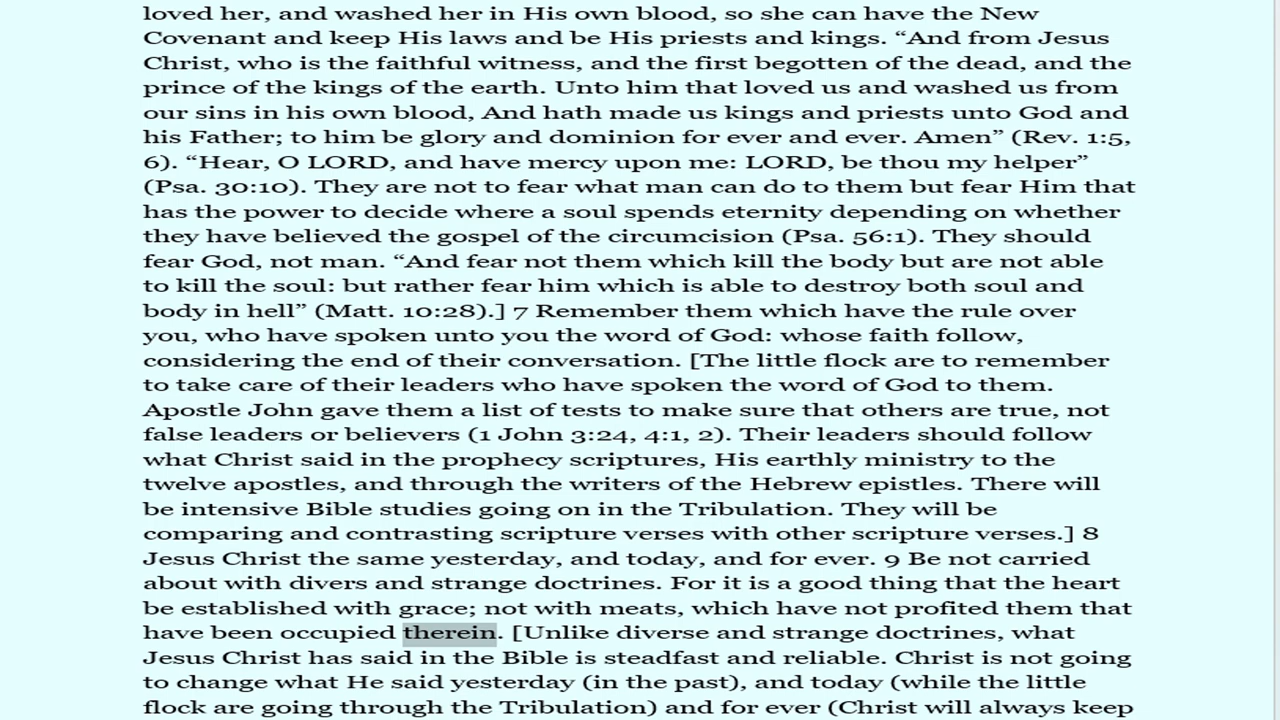 loved her, and washed her in His own blood, so she can have the New
Covenant and keep His laws and be His priests and kings. “And from Jesus
Christ, who is the faithful witness, and the first begotten of the dead, and the
prince of the kings of the earth. Unto him that loved us and washed us from
our sins in his own blood, And hath made us kings and priests unto God and
his Father; to him be glory and dominion for ever and ever. Amen” (Rev. 1:5,
6). “Hear, O LORD, and have mercy upon me: LORD, be thou my helper”
(Psa. 30:10). They are not to fear what man can do to them but fear Him that
has the power to decide where a soul spends eternity depending on whether
they have believed the gospel of the circumcision (Psa. 56:1). They should
fear God, not man. “And fear not them which kill the body but are not able
to kill the soul: but rather fear him which is able to destroy both soul and
body in hell” (Matt. 10:28).] 7 Remember them which have the rule over
you, who have spoken unto you the word of God: whose faith follow,
considering the end of their conversation. [The little flock are to remember
to take care of their leaders who have spoken the word of God to them.
Apostle John gave them a list of tests to make sure that others are true, not
false leaders or believers (1 John 3:24, 4:1, 2). Their leaders should follow
what Christ said in the prophecy scriptures, His earthly ministry to the
twelve apostles, and through the writers of the Hebrew epistles. There will
be intensive Bible studies going on in the Tribulation. They will be
comparing and contrasting scripture verses with other scripture verses.] 8
Jesus Christ the same yesterday, and today, and for ever. 9 Be not carried
about with divers and strange doctrines. For it is a good thing that the heart
be established with grace; not with meats, which have not profited them that
have been occupied therein. [Unlike diverse and strange doctrines, what
Jesus Christ has said in the Bible is steadfast and reliable. Christ is not going
to change what He said yesterday (in the past), and today (while the little
flock are going through the Tribulation) and for ever (Christ will always keep